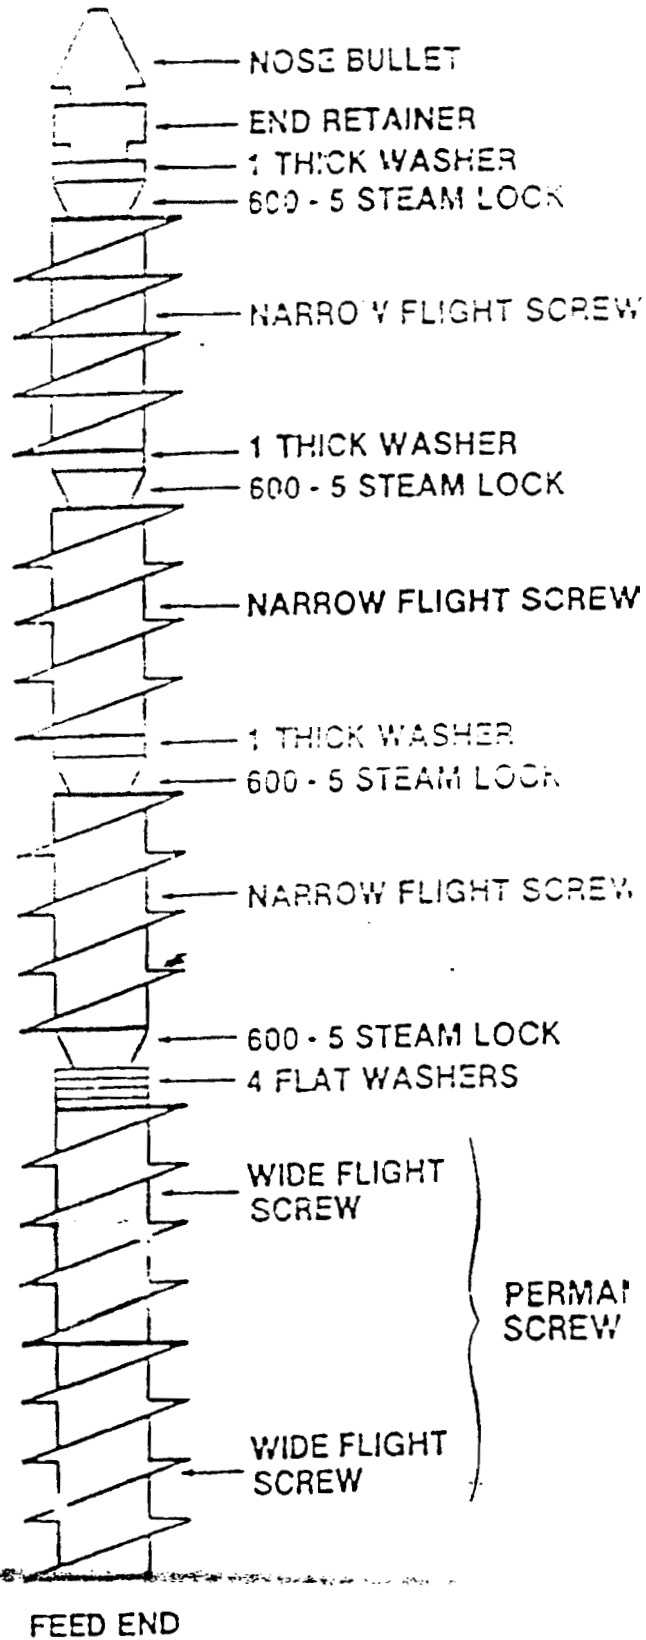 NOSE BULLET
END RETAINER
1 THICK WASHER
600 - 5 STEAM LOCK
NARROW FLIGHT SCREW
1 THICK WASHER
600 - 5 STEAM LOCK
NARROW FLIGHT SCREW
1 THICK WASHER
600 - 5 STEAM LOCK
NARROW FLIGHT SCREW
600 - 5 STEAM LOCK
4 FLAT WASHERS
WIDE FLIGHT
SCREW
PERMAN
SCREW
WIDE FLIGHT
SCREW
FEED END